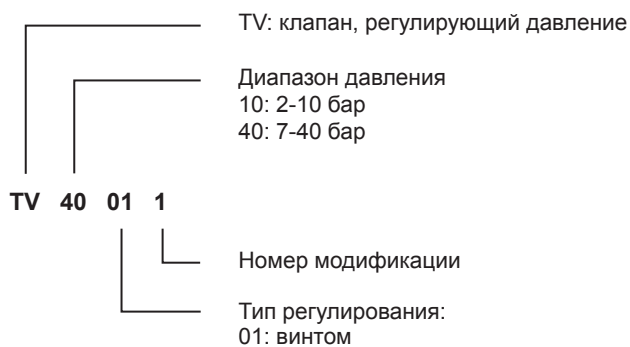 TV: клапан, регулирующий давление
Диапазон давления
10: 2-10 бар
40: 7-40 бар
TV 40 01 1
Номер модификации
Тип регулирования:
01: винтом